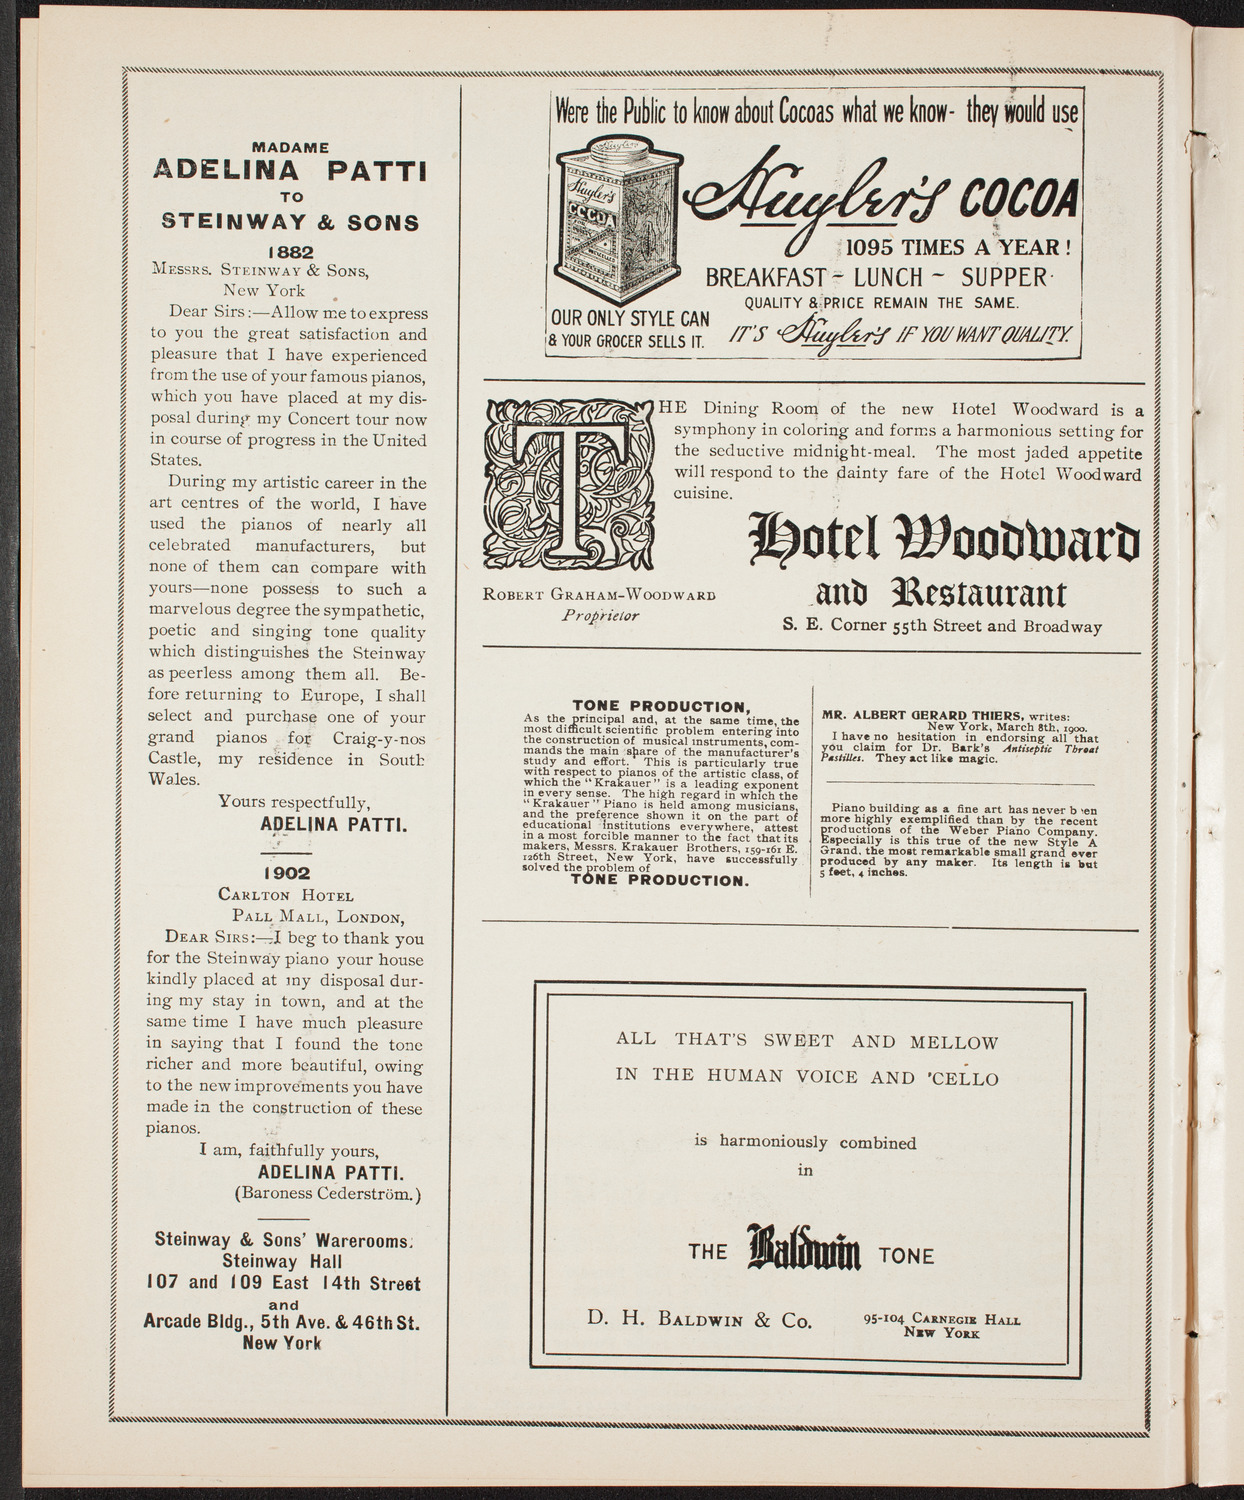 MADAME
ADELINA PATTI
TO
STEINWAY & SONS
1882
MESSRS. STEINWAY & SONS,
New York
Dear Sirs:—Allow me to express
to you the great satisfaction and
pleasure that I have experienced
from the use of your famous pianos,
which you have placed at my dis-
posal during my Concert tour now
in course of progress in the United
States.
During my artistic career in the
art centres of the world, I have
used the pianos of nearly all
celebrated manufacturers, but
none of them can compare with
yours—none possess to such a
marvelous degree the sympathetic,
poetic and singing tone quality
which distinguishes the Steinway
as peerless among them all. Be-
fore returning to Europe, I shall
select and purchase one of your
grand pianos for Craig-y-nos
Castle, my residence in South
Wales.
Yours respectfully,
ADELINA PATTI.
1902
CARLTON HOTEL
PALL MALL, LONDON,
DEAR SIRS:—I beg to thank you
for the Steinway piano your house
kindly placed at my disposal dur-
ing my stay in town, and at the
same time I have much pleasure
in saying that I found the tone
richer and more beautiful, owing
to the new improvements you have
made in the construction of these
pianos.
I am, faithfully yours,
ADELINA PATTI.
(Baroness Cederström.)
Steinway & Sons' Warerooms.
Steinway Hall
107 and 109 East 14th Street
and
Arcade Bldg., 5th Ave. & 46th St.
New York
Were the Public to know about Cocoas what we know- they would use
Huyler's
Huyler's
COCOA
Huyler's COCOA
1095 TIMES A YEAR!
BREAKFAST - LUNCH - SUPPER
QUALITY & PRICE REMAIN THE SAME.
OUR ONLY STYLE CAN
& YOUR GROCER SELLS IT.
IT'S Huyler's IF YOU WANT QUALITY.
THE Dining Room of the new Hotel Woodward is a
symphony in coloring and forms a harmonious setting for
the seductive midnight-meal. The most jaded appetite
will respond to the dainty fare of the Hotel Woodward
cuisine.
Hotel Woodward
and Restaurant
S. E. Corner 55th Street and Broadway
ROBERT GRAHAM-WOODWARD
Proprietor
TONE PRODUCTION,
As the principal and, at the same time, the
most difficult scientific problem entering into
the construction of musical instruments, com-
mands the main share of the manufacturer's
study and effort. This is particularly true
with respect to pianos of the artistic class, of
which the "Krakauer" is a leading exponent
in every sense. The high regard in which the
"Krakauer" Piano is held among musicians,
and the preference shown it on the part of
educational institutions everywhere, attest
in a most forcible manner to the fact that its
makers, Messrs. Krakauer Brothers, 159-161 E.
126th Street, New York, have successfully
solved the problem of
TONE PRODUCTION.
MR. ALBERT GERARD THIERS, writes:
New York, March 8th, 1900.
I have no hesitation in endorsing all that
you claim for Dr. Bark's Antiseptic Throat
Pastilles. They act like magic.
Piano building as a fine art has never b en
more highly exemplified than by the recent
productions of the Weber Piano Company.
Especially is this true of the new Style A
Grand, the most remarkable small grand ever
produced by any maker. Its length is but
5 feet, 4 inches.
ALL THAT'S SWEET AND MELLOW
IN THE HUMAN VOICE AND 'CELLO
is harmoniously combined
in
THE Baldwin TONE
D. H. BALDWIN & Co.
95-104 CARNEGIE HALL
NEW YORK